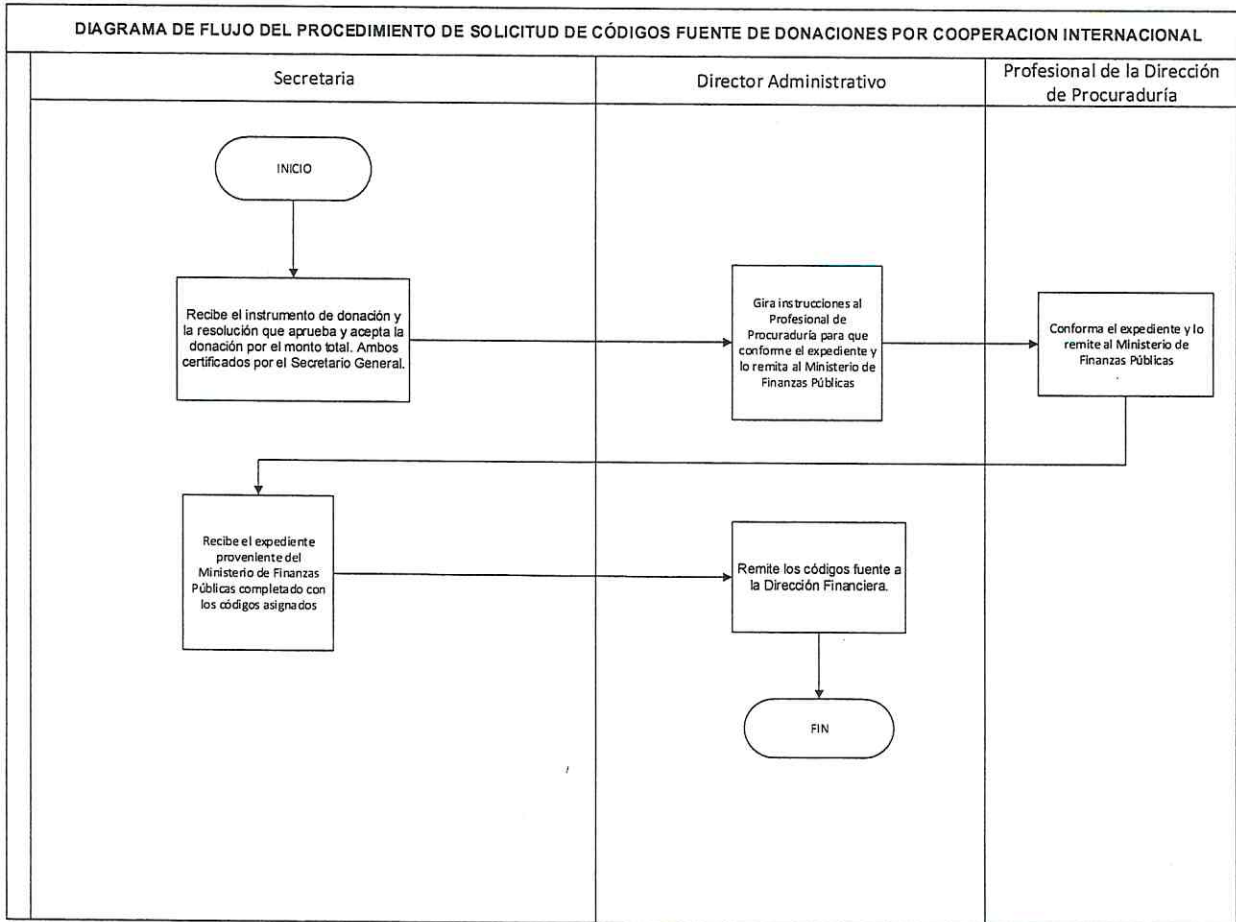 DIAGRAMA DE FLUJO DEL PROCEDIMIENTO DE SOLICITUD DE CÓDIGOS FUENTE DE DONACIONES POR COOPERACION INTERNACIONAL
Secretaria
Director Administrativo
Profesional de la Dirección
de Procuraduría
INICIO
Recibe el instrumento de donación y
la resolución que aprueba y acepta la
donación por el monto total. Ambos
certificados por el Secretario General.
Gira instrucciones al
Profesional de
Procuraduría para que
conforme el expediente y
lo remita al Ministerio de
Finanzas Públicas
Conforma el expediente y lo
remite al Ministerio de
Finanzas Públicas
Recibe el expediente
proveniente del
Ministerio de Finanzas
Públicas completado con
los códigos asignados
Remite los códigos fuente a
la Dirección Financiera.
FIN